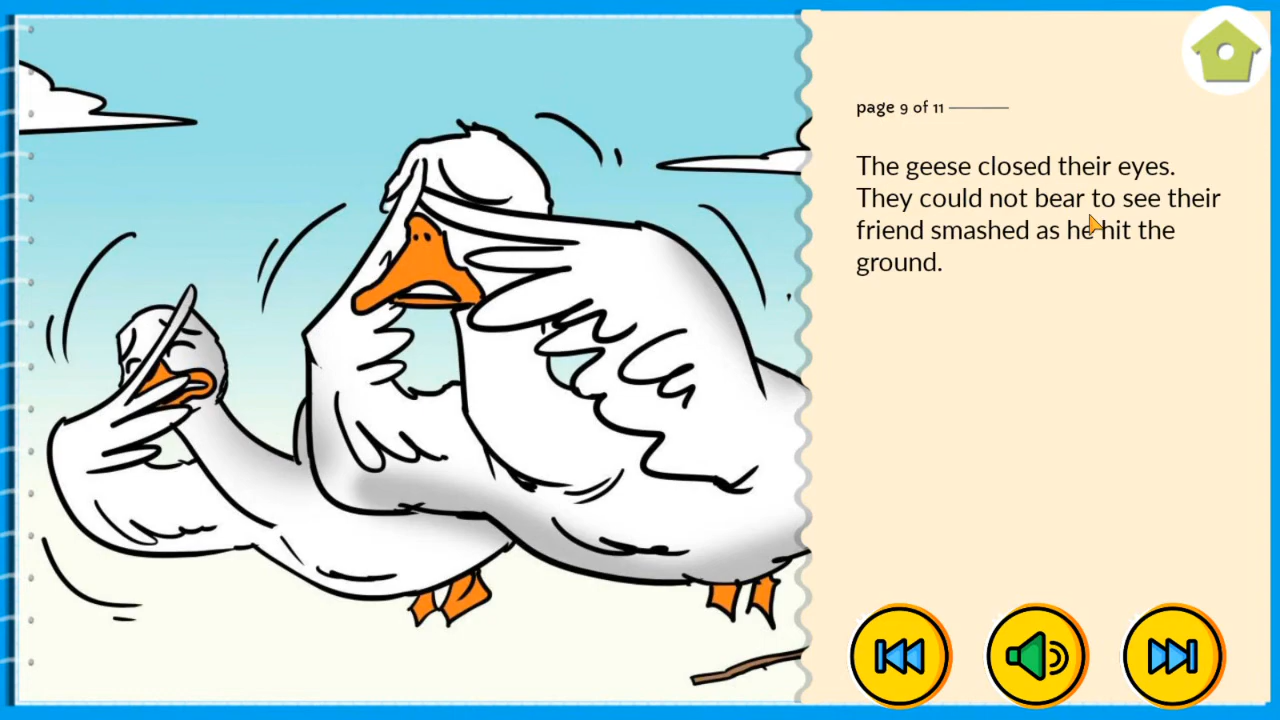 page 9 of 11
The geese closed their eyes.
They could not bear to see their
friend smashed as he hit the
ground.